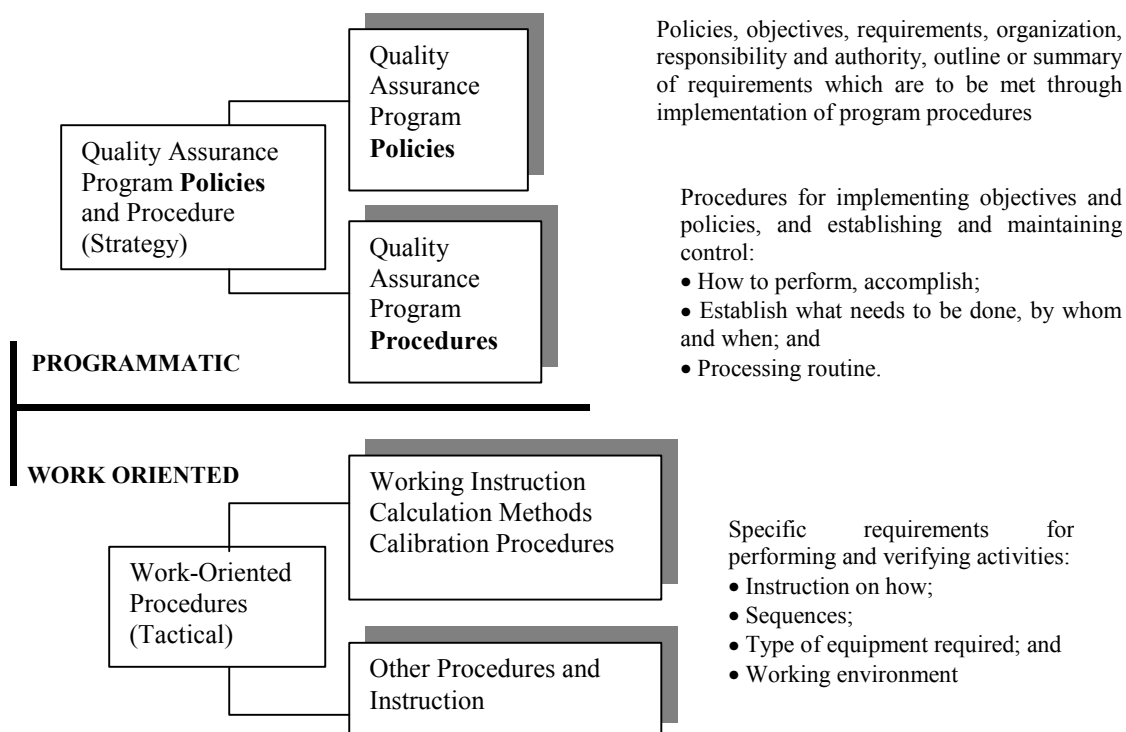 Quality
Assurance
Program
Policies
Policies, objectives, requirements, organization,
responsibility and authority, outline or summary
of requirements which are to be met through
implementation of program procedures
Quality Assurance
Program Policies
and Procedure
(Strategy)
Quality
Assurance
Program
Procedures
Procedures for implementing objectives and
policies, and establishing and maintaining
control:
• How to perform, accomplish;
• Establish what needs to be done, by whom
and when; and
• Processing routine.
PROGRAMMATIC
WORK ORIENTED
Working Instruction
Calculation Methods
Calibration Procedures
Work-Oriented
Procedures
(Tactical)
Other Procedures and
Instruction
Specific requirements for
performing and verifying activities:
• Instruction on how;
• Sequences;
• Type of equipment required; and
• Working environment